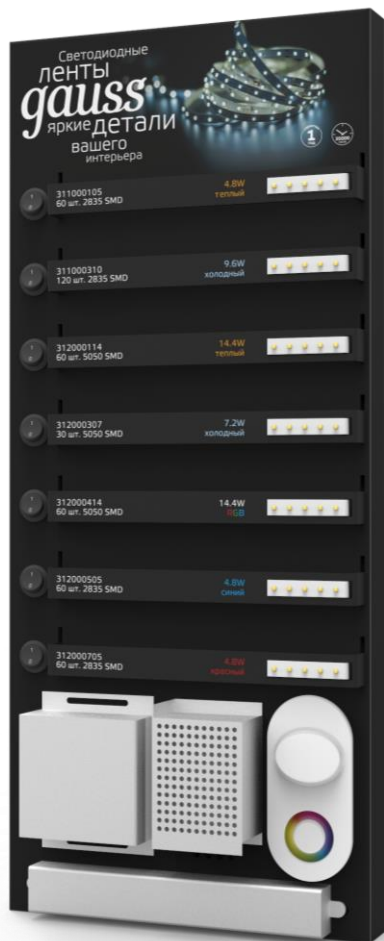 Светодиодные
ленты
gauss
яркие детали
вашего
интерьера
1
311000105
60 шт. 2835 SMD
4.8W
теплый
311000310
120 шт. 2835 SMD
9.6W
холодный
312000114
60 шт. 5050 SMD
14.4W
теплый
312000307
30 шт. 5050 SMD
7.2W
холодный
312000414
60 шт. 5050 SMD
14.4W
RGB
312000505
60 шт. 2835 SMD
4.8W
синий
312000705
60 шт. 2835 SMD
4.8W
красный